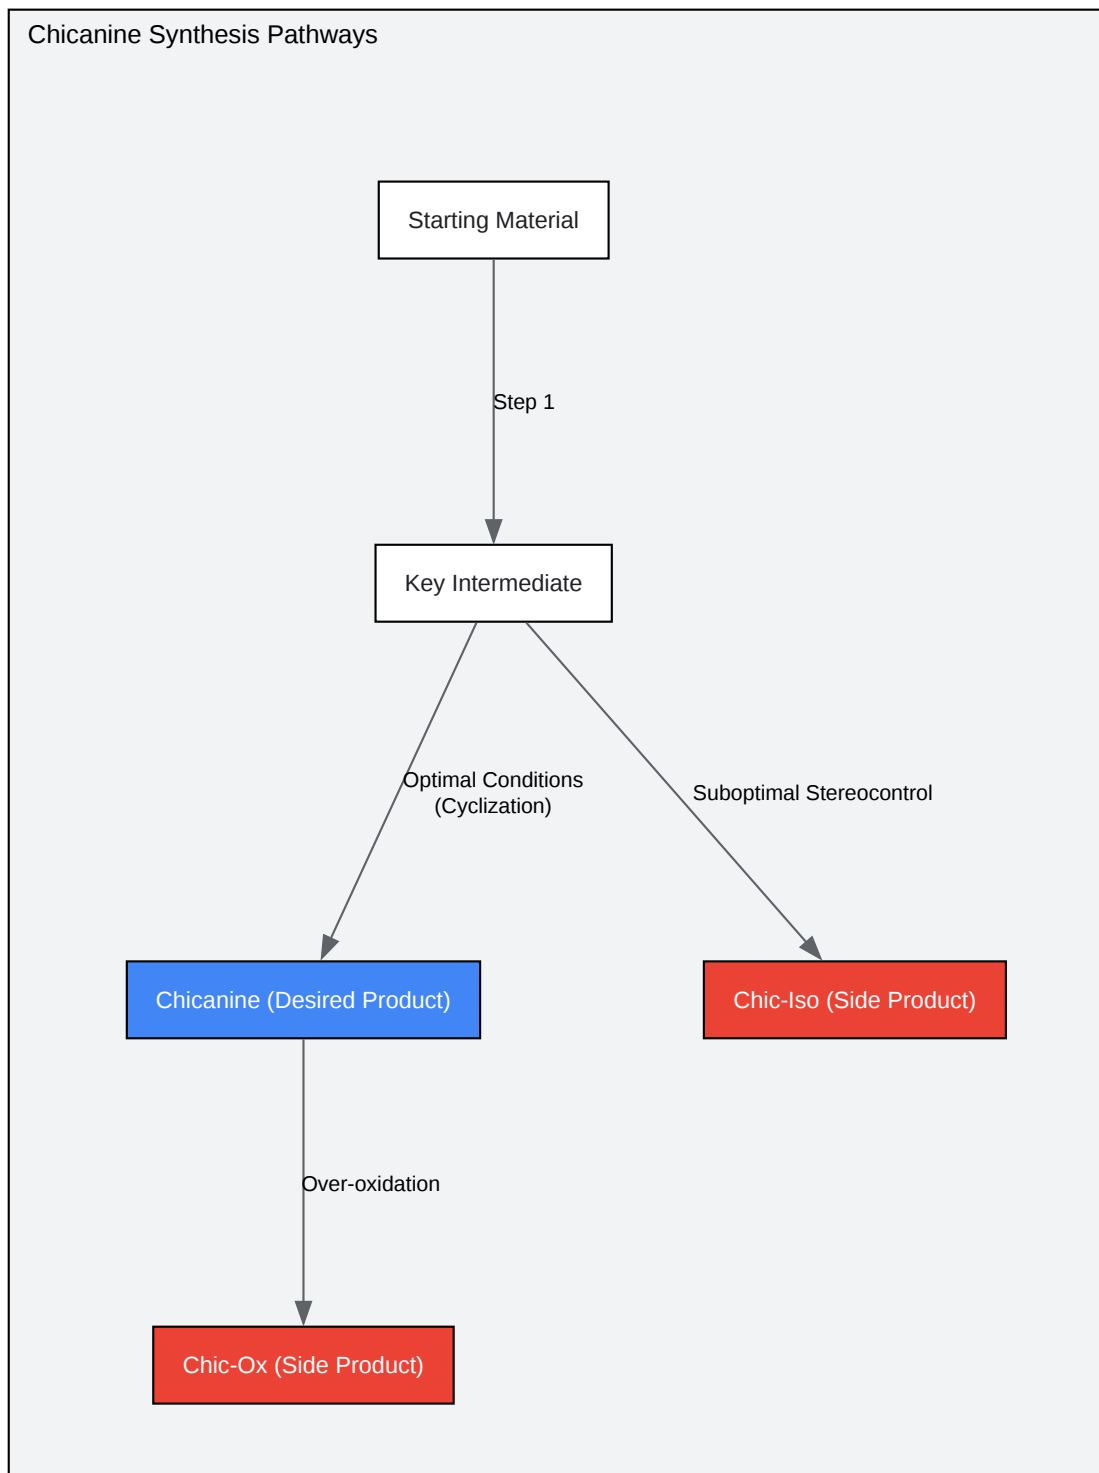 Chicanine Synthesis Pathways
Starting Material
Step 1
Key Intermediate
Optimal Conditions
(Cyclization)
Suboptimal Stereocontrol
Chicanine (Desired Product)
Chic-Iso (Side Product)
Over-oxidation
Chic-Ox (Side Product)